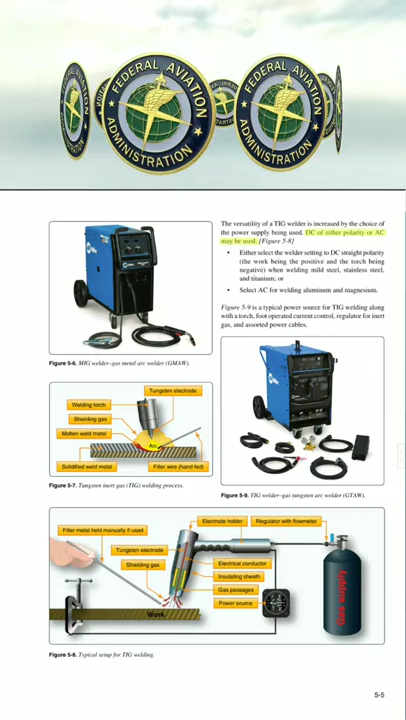 FEDERAL AVIATION
ADMINISTRATION
FEDERAL AVIATION
ADMINISTRATION
The versatility of a TIG welder is increased by the choice of
the power supply being used. DC of either polarity or AC
may be used. [Figure 5-8]
• Either select the welder setting to DC straight polarity
(the work being the positive and the torch being
negative) when welding mild steel, stainless steel,
and titanium; or
• Select AC for welding aluminum and magnesium.
Figure 5-9 is a typical power source for TIG welding along
with a torch, foot operated current control, regulator for inert
gas, and assorted power cables.
Figure 5-6. MIG welder–gas metal arc welder (GMAW).
Tungsten electrode
Welding torch
Shielding gas
Molten weld metal
Arc
Solidified weld metal
Filler wire (hand fed)
Figure 5-7. Tungsten inert gas (TIG) welding process.
Figure 5-9. TIG welder–gas tungsten arc welder (GTAW).
Electrode holder
Regulator with flowmeter
Filler metal held manually if used
Tungsten electrode
Shielding gas
Electrical conductor
Insulating sheath
Gas passages
Power source
Work
Gas supply
Figure 5-8. Typical setup for TIG welding.
5-5